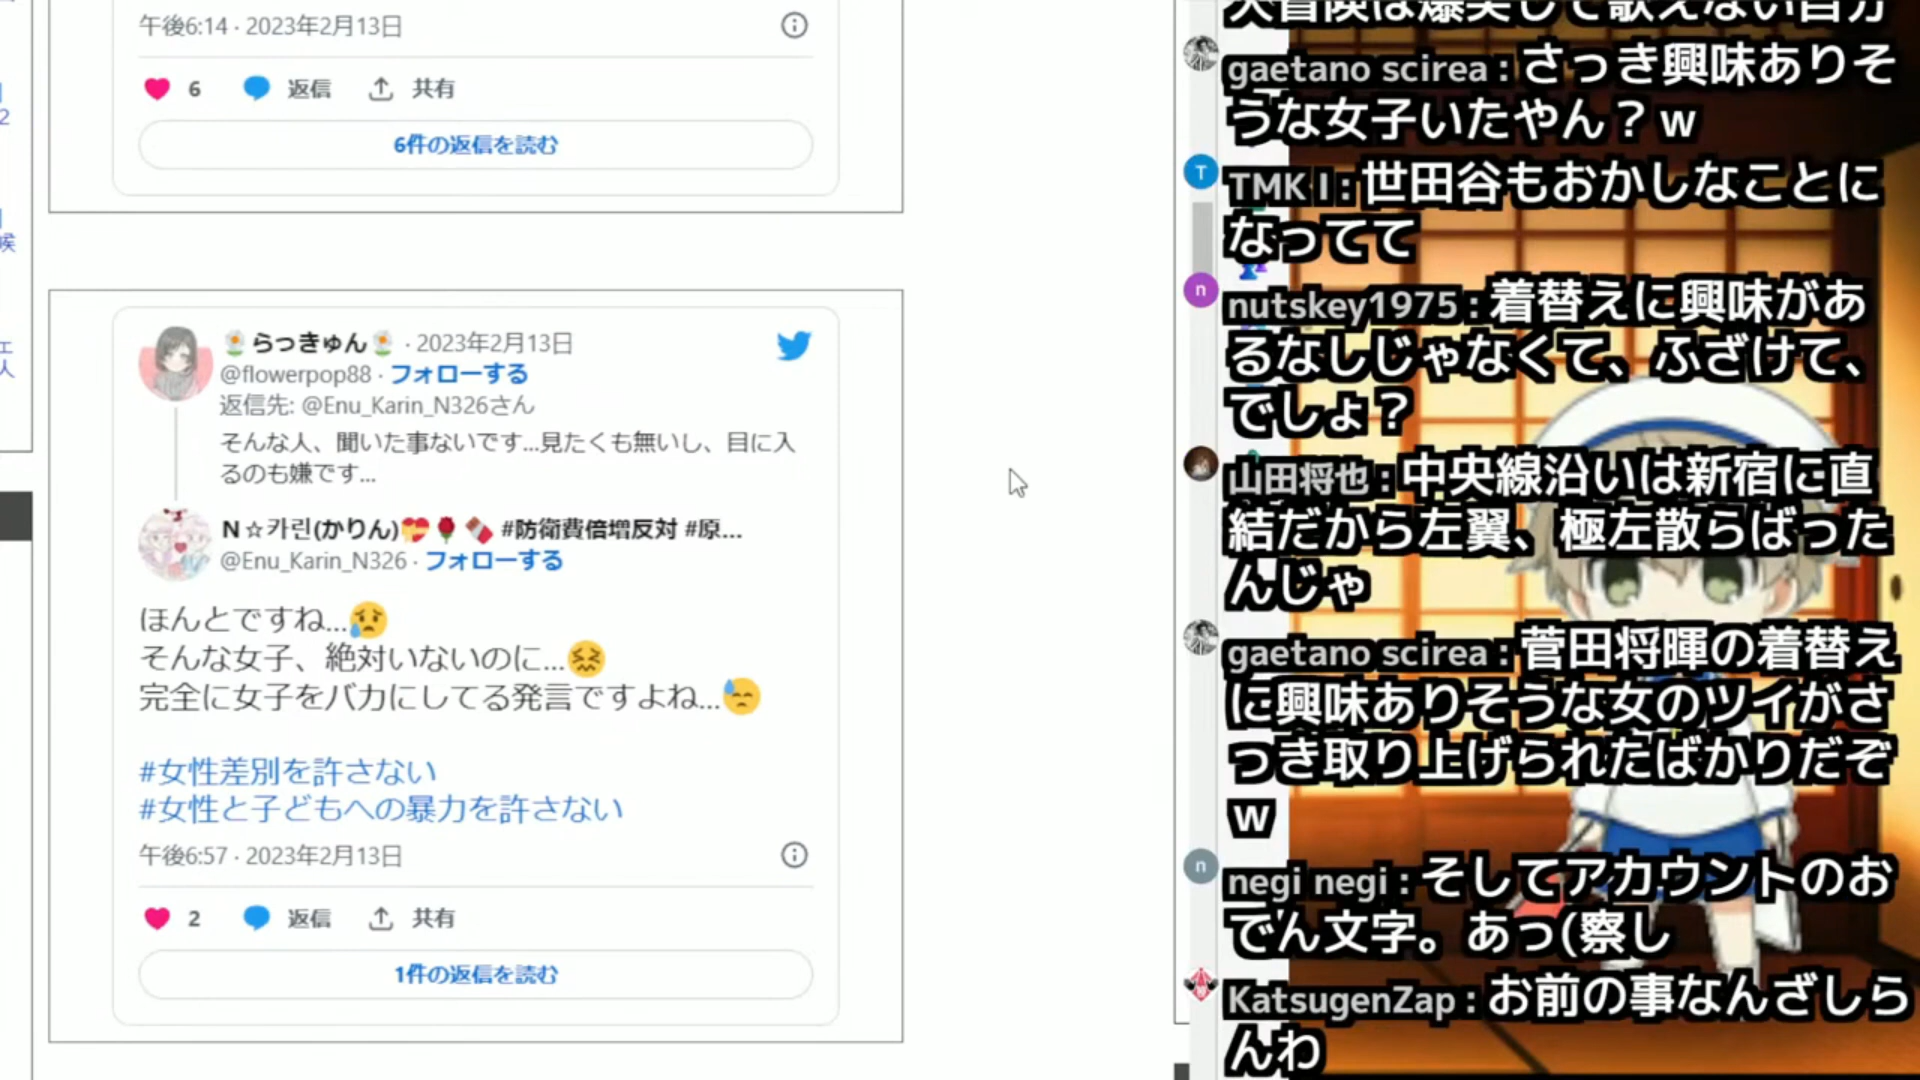 午後6:14 · 2023年2月13日
6
返信
共有
6件の返信を読む
2
候
エ
人
らっきゅん · 2023年2月13日
@flowerpop88 · フォローする
返信先: @Enu_Karin_N326さん
そんな人、聞いた事ないです...見たくも無いし、目に入
るのも嫌です...
N☆카린(かりん) #防衛費倍増反対 #原...
@Enu_Karin_N326 · フォローする
ほんとですね...
そんな女子、絶対いないのに...
完全に女子をバカにしてる発言ですよね...
#女性差別を許さない
#女性と子どもへの暴力を許さない
午後6:57 · 2023年2月13日
2
返信
共有
1件の返信を読む
大冒険は爆笑して歌えない自分
gaetano scirea : さっき興味ありそ
うな女子いたやん？w
T
TMK I : 世田谷もおかしなことに
なってて
n
nutskey1975 : 着替えに興味があ
るなしじゃなくて、ふざけて、
でしょ？
山田将也 : 中央線沿いは新宿に直
結だから左翼、極左散らばった
んじゃ
gaetano scirea : 菅田将暉の着替え
に興味ありそうな女のツイがさ
っき取り上げられたばかりだぞ
w
n
negi negi : そしてアカウントのお
でん文字。あっ(察し
KatsugenZap : お前の事なんざしら
んわ